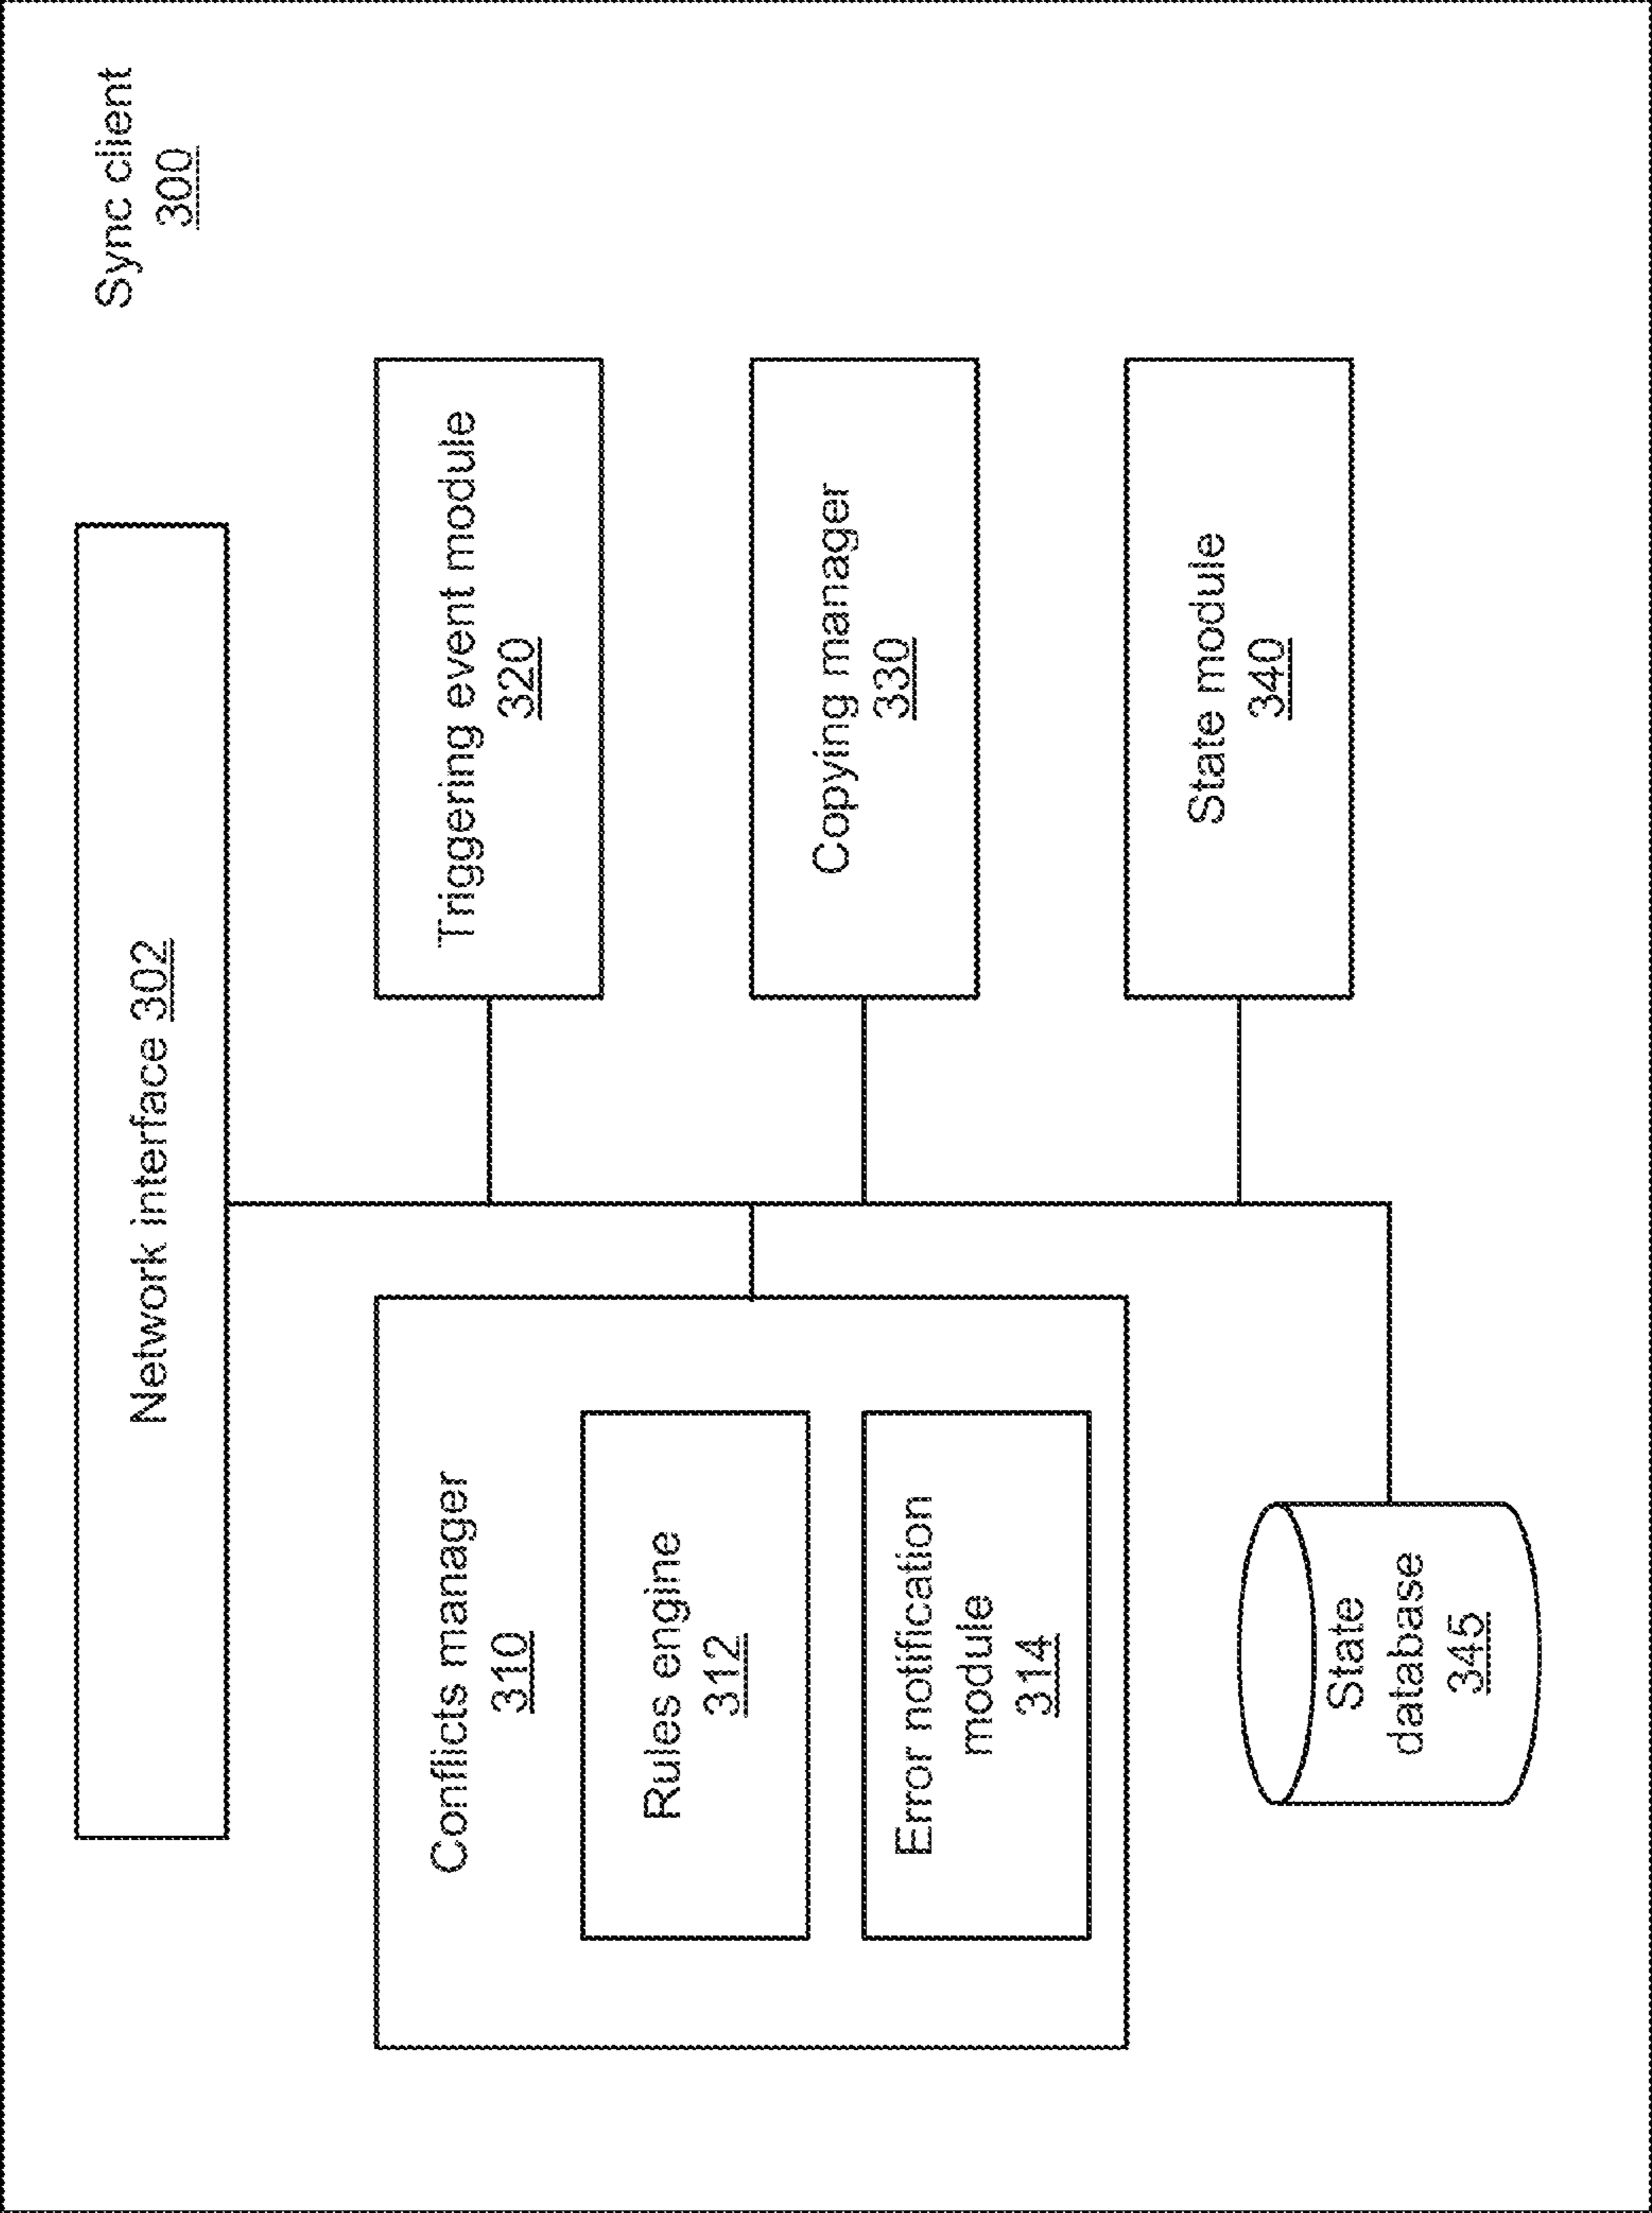 Sync client
300
Network interface 302
Conflicts manager
310
Rules engine
312
Error notification
module
314
Triggering event module
320
Copying manager
330
State module
340
State
database
345